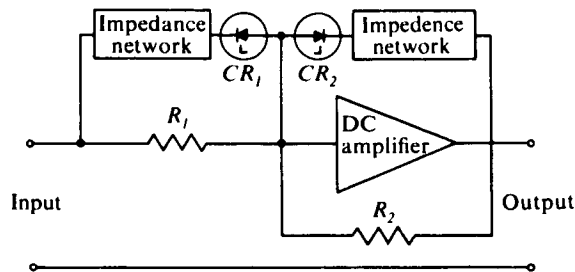 Impedance
network
CR1
CR2
Impedence
network
R1
DC
amplifier
R2
Input
Output